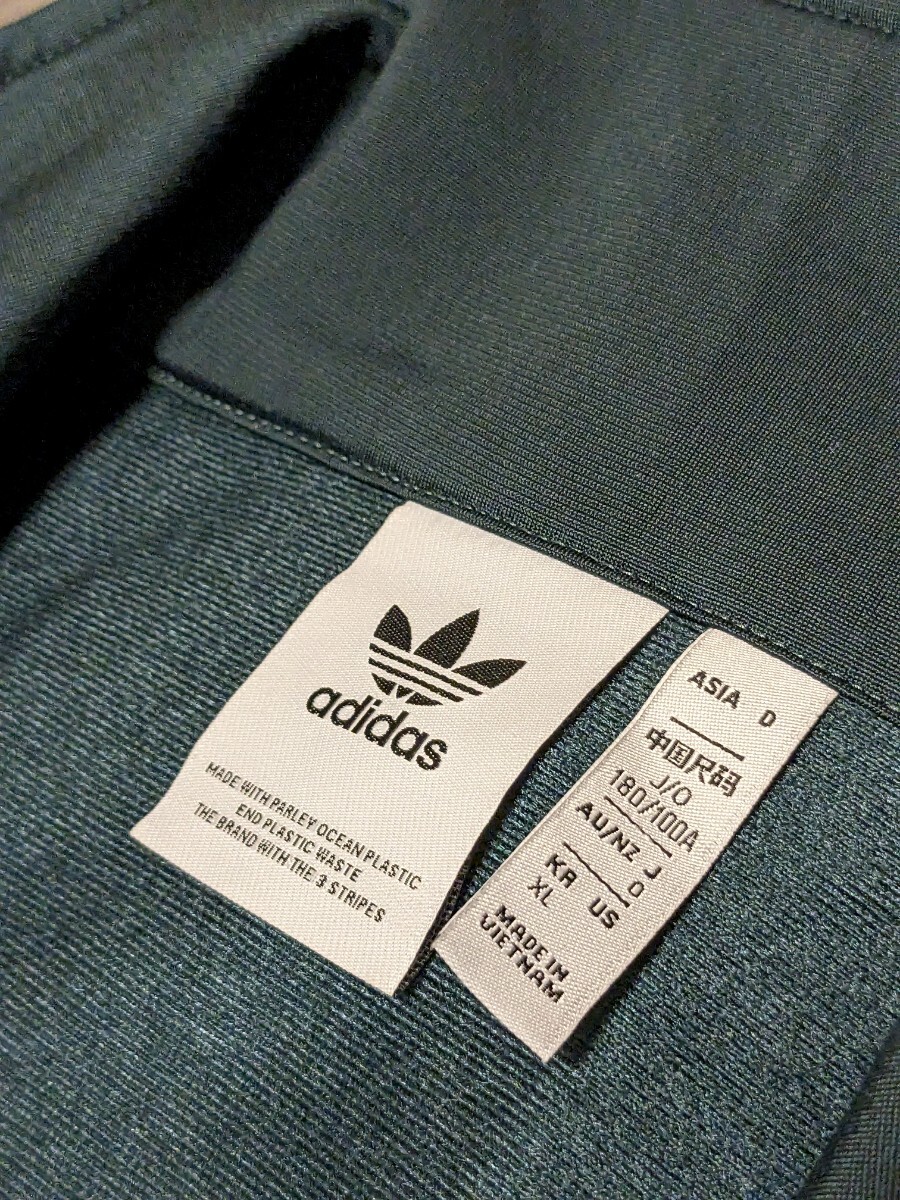 adidas
MADE WITH PARLEY OCEAN PLASTIC
END PLASTIC WASTE
THE BRAND WITH THE 3 STRIPES
ASIA D
中国尺码
J/O
180/100A
AU/NZ J
O
KR US
XL
MADE IN
VIETNAM